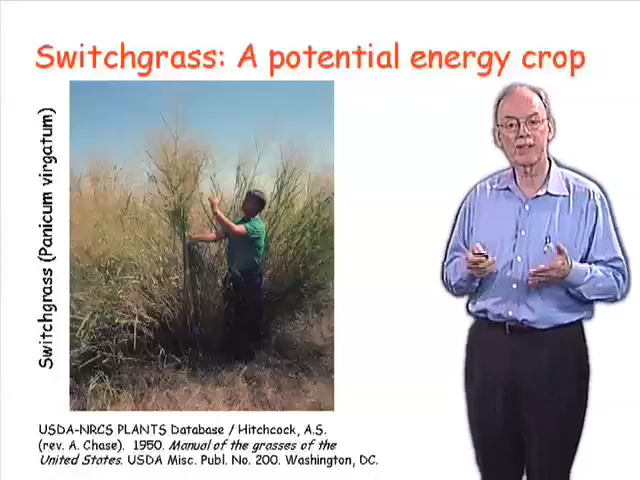 Switchgrass: A potential energy crop
Switchgrass (Panicum virgatum)
USDA-NRCS PLANTS Database / Hitchcock, A.S.
(rev. A. Chase). 1950. Manual of the grasses of the
United States. USDA Misc. Publ. No. 200. Washington, DC.